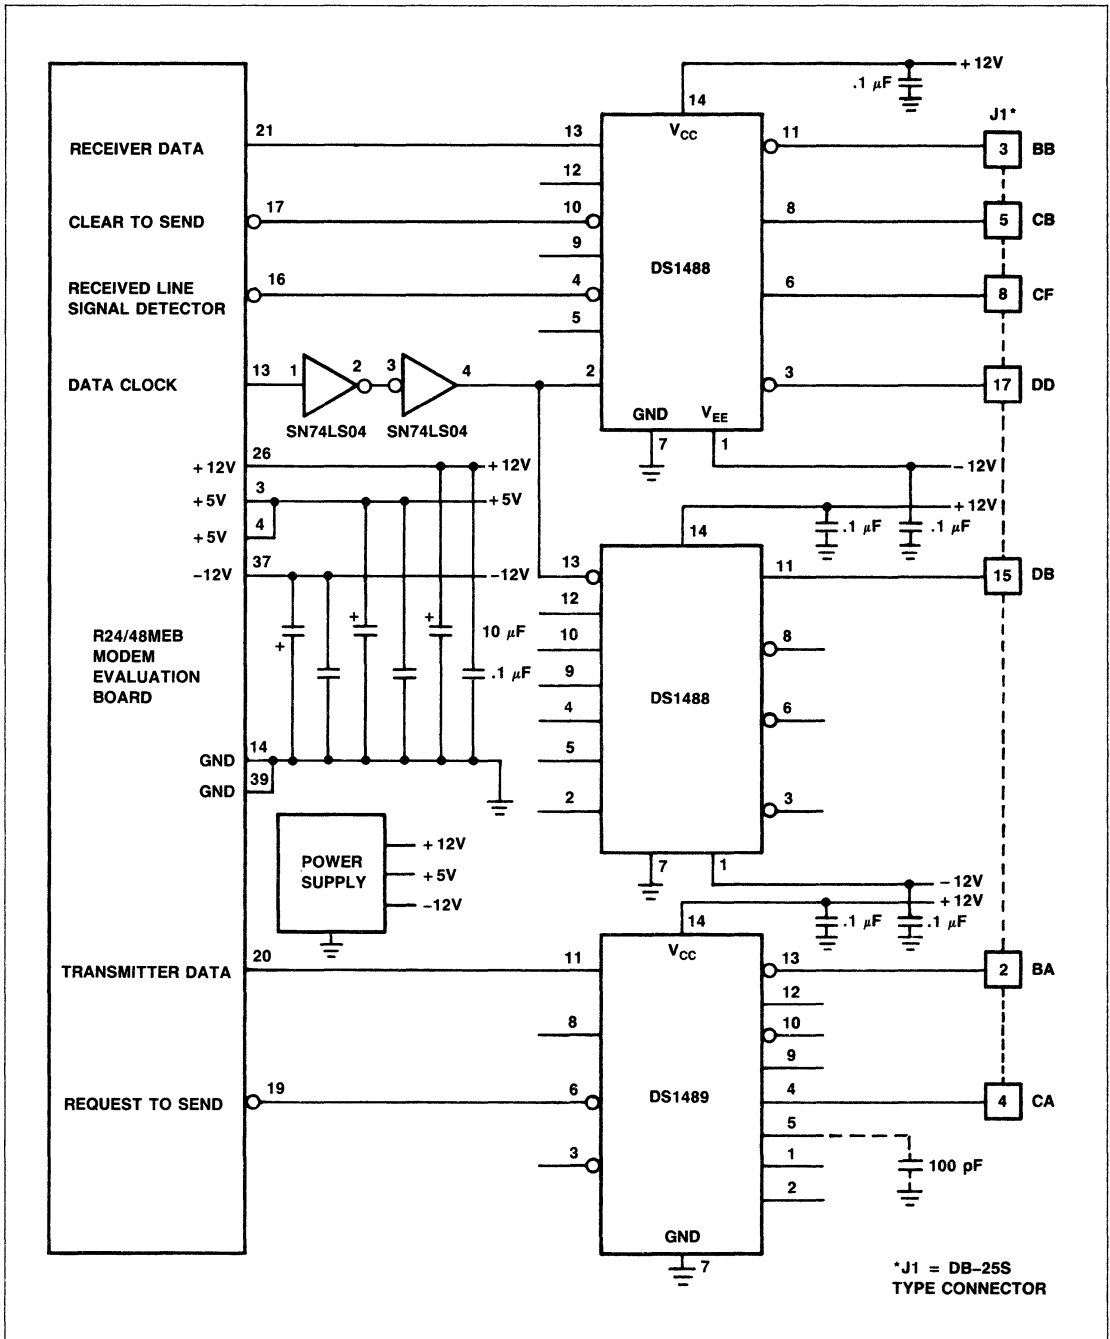 +12V
.1 μF
14
J1*
21
13
VCC
11
3
BB
RECEIVER DATA
12
17
10
8
5
CB
CLEAR TO SEND
9
DS1488
16
4
6
8
CF
RECEIVED LINE
SIGNAL DETECTOR
5
13
1
2
3
4
2
3
17
DD
DATA CLOCK
SN74LS04
SN74LS04
GND
VEE
7
1
+12V
26
+12V
-12V
+5V
3
+5V
+12V
+5V
4
14
.1 μF
.1 μF
-12V
37
-12V
13
11
15
DB
12
R24/48MEB
MODEM
EVALUATION
BOARD
+
+
+
10 μF
.1 μF
10
8
9
DS1488
4
6
5
2
3
GND
14
GND
39
7
1
POWER
SUPPLY
+12V
+5V
-12V
-12V
+12V
14
.1 μF
.1 μF
VCC
TRANSMITTER DATA
20
11
13
2
BA
12
8
10
9
REQUEST TO SEND
19
6
DS1489
4
4
CA
5
3
1
100 pF
2
GND
7
*J1 = DB-25S
TYPE CONNECTOR